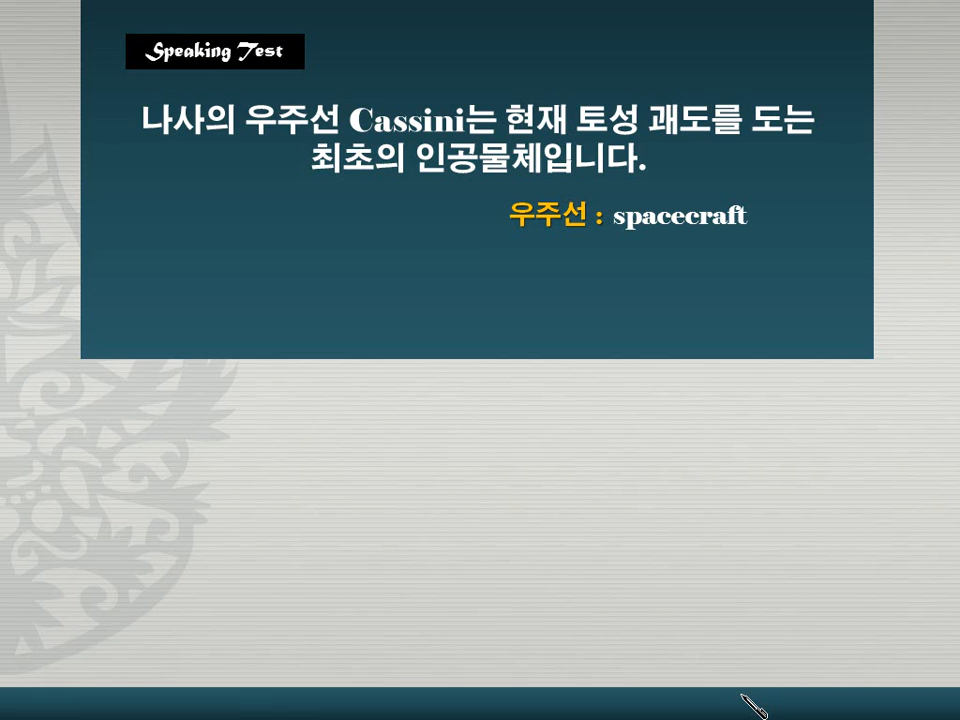 Speaking Test
나사의 우주선 Cassini는 현재 토성 괘도를 도는
최초의 인공물체입니다.
우주선 : spacecraft